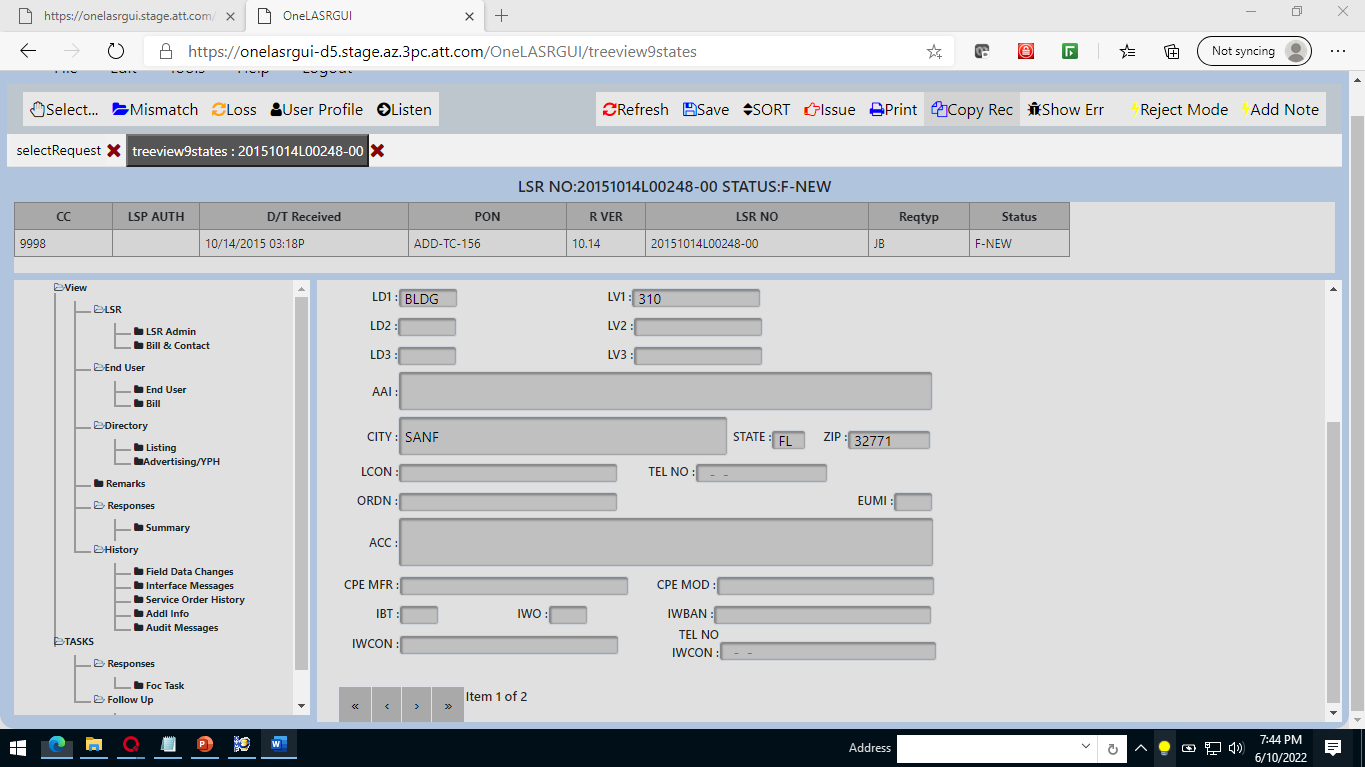 https://onelasrgui.stage.att.com/
OneLASRGUI
https://onelasrgui-d5.stage.az.3pc.att.com/OneLASRGUI/treeview9states
Not syncing
File Edit Tools Help Logout
Select... Mismatch Loss User Profile Listen Refresh Save SORT Issue Print Copy Rec Show Err Reject Mode Add Note
selectRequest treeview9states : 20151014L00248-00
LSR NO:20151014L00248-00 STATUS:F-NEW
CC LSP AUTH D/T Received PON R VER LSR NO Reqtyp Status
9998 10/14/2015 03:18P ADD-TC-156 10.14 20151014L00248-00 JB F-NEW
View
LSR
LSR Admin
Bill & Contact
End User
End User
Bill
Directory
Listing
Advertising/YPH
Remarks
Responses
Summary
History
Field Data Changes
Interface Messages
Service Order History
Addl Info
Audit Messages
TASKS
Responses
Foc Task
Follow Up
LD1 : BLDG LV1 : 310
LD2 : LV2 :
LD3 : LV3 :
AAI :
CITY : SANF STATE : FL ZIP : 32771
LCON : TEL NO : - -
ORDN : EUMI :
ACC :
CPE MFR : CPE MOD :
IBT : IWO : IWBAN :
IWCON : TEL NO
IWCON : - -
« ‹ › » Item 1 of 2
Address
7:44 PM
6/10/2022